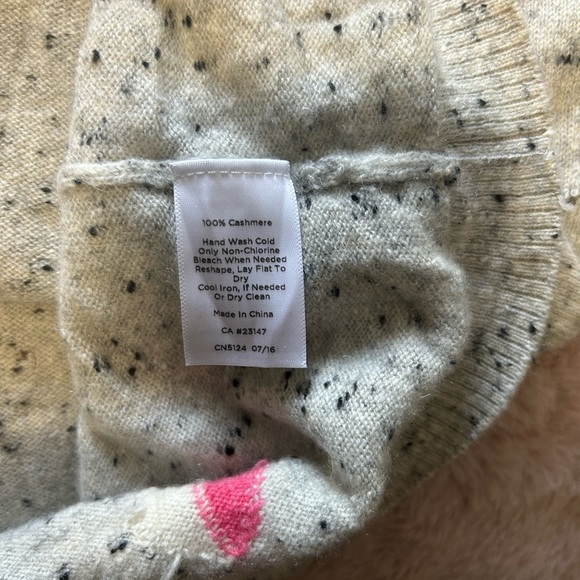 100% Cashmere
Hand Wash Cold
Only Non-Chlorine
Bleach When Needed
Reshape, Lay Flat To
Dry
Cool Iron, If Needed
Or Dry Clean
Made In China
CA #23147
CN5124 07/16